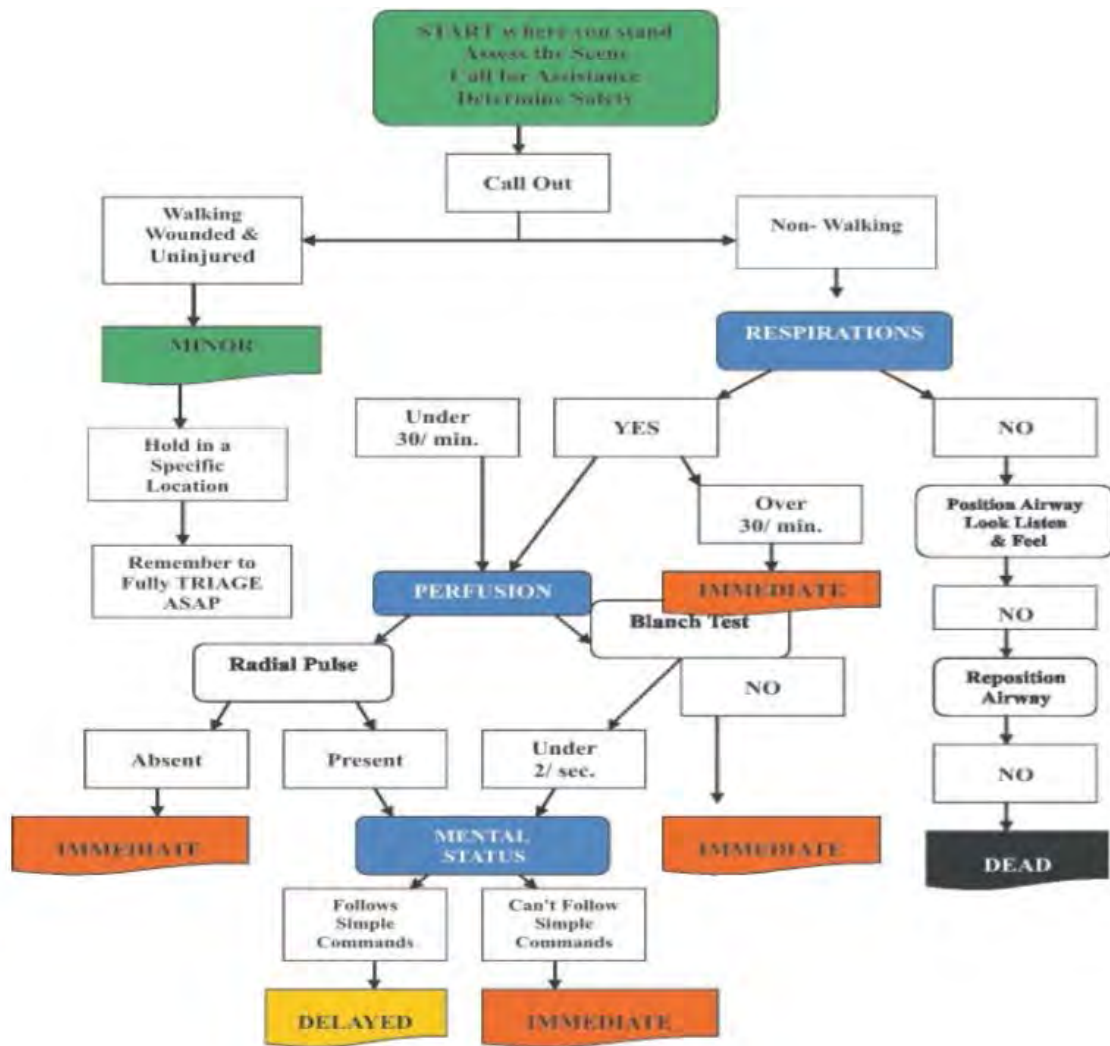 START where you stand
Assess the Scene
Call for Assistance
Determine Safety
Call Out
Walking
Wounded &
Uninjured
Non- Walking
MINOR
RESPIRATIONS
Under
30/ min.
YES
NO
Hold in a
Specific
Location
Over
30/ min.
Position Airway
Look Listen
& Feel
Remember to
Fully TRIAGE
ASAP
PERFUSION
IMMEDIATE
Blanch Test
NO
Radial Pulse
NO
Reposition
Airway
Absent
Present
Under
2/ sec.
NO
IMMEDIATE
MENTAL
STATUS
IMMEDIATE
DEAD
Follows
Simple
Commands
Can't Follow
Simple
Commands
DELAYED
IMMEDIATE